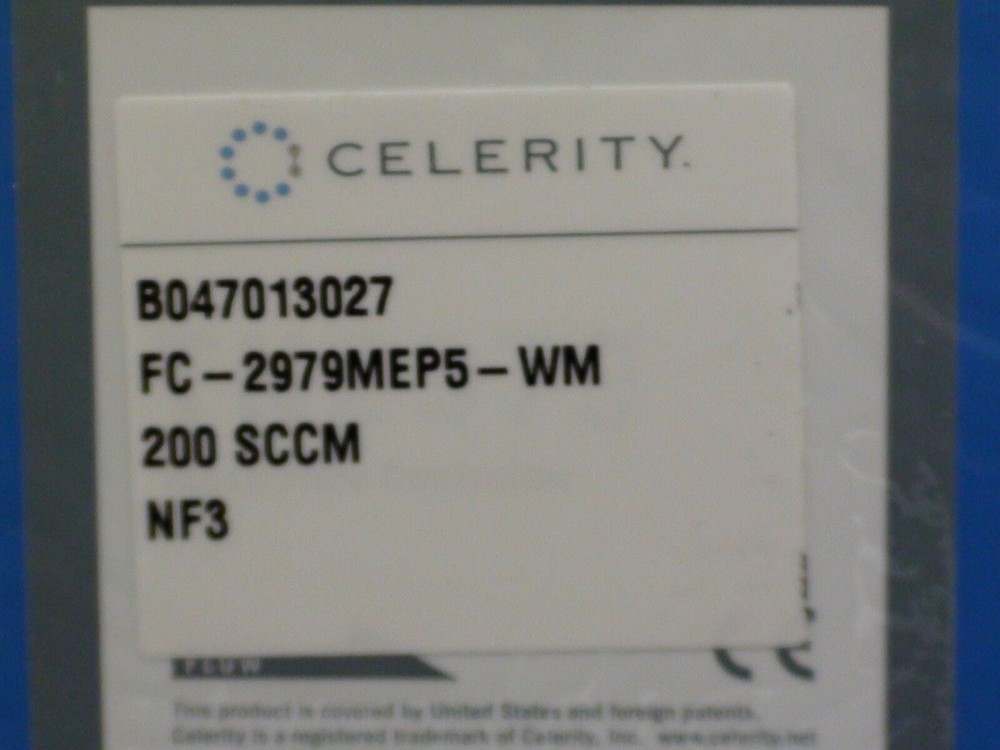 CELERITY.
B047013027
FC-2979MEP5-WM
200 SCCM
NF3
FLOW
This product is covered by United States and foreign patents.
Celerity is a registered trademark of Celerity, Inc. www.celerity.net